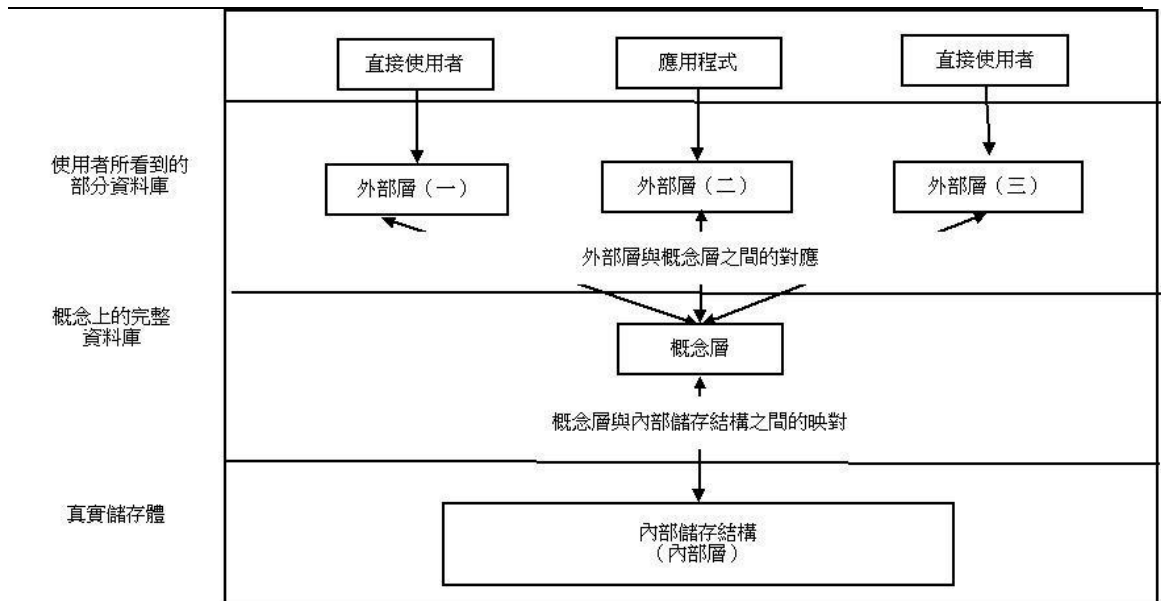 直接使用者
應用程式
直接使用者
使用者所看到的
部分資料庫
外部層（一）
外部層（二）
外部層（三）
外部層與概念層之間的對應
概念上的完整
資料庫
概念層
概念層與內部儲存結構之間的映對
真實儲存體
內部儲存結構
（內部層）